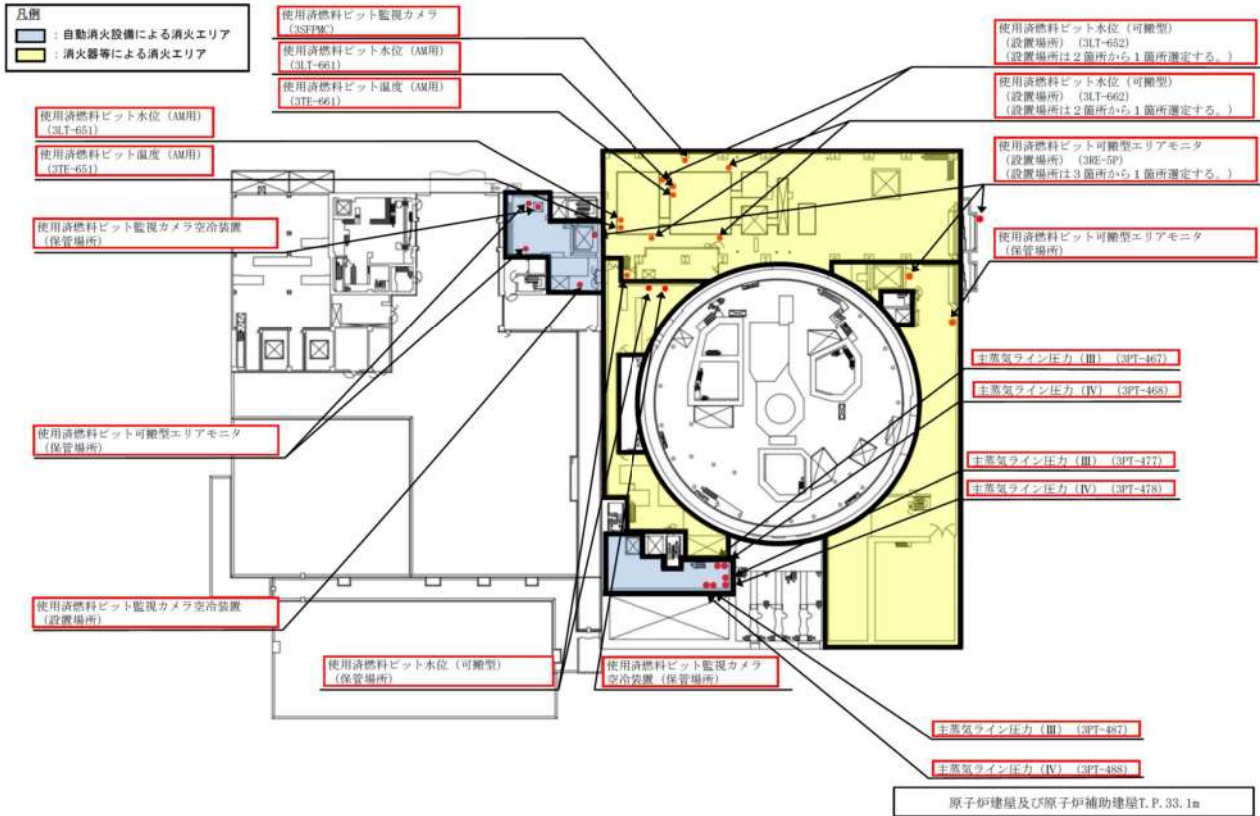 凡例
：自動消火設備による消火エリア
：消火器等による消火エリア
使用済燃料ピット監視カメラ
（3SFPMC）
使用済燃料ピット水位（AM用）
（3LT-661）
使用済燃料ピット温度（AM用）
（3TE-661）
使用済燃料ピット水位（AM用）
（3LT-651）
使用済燃料ピット温度（AM用）
（3TE-651）
使用済燃料ピット監視カメラ空冷装置
（保管場所）
使用済燃料ピット可搬型エリアモニタ
（保管場所）
使用済燃料ピット監視カメラ空冷装置
（設置場所）
使用済燃料ピット水位（可搬型）
（保管場所）
使用済燃料ピット監視カメラ
空冷装置（保管場所）
使用済燃料ピット水位（可搬型）
（設置場所）（3LT-652）
（設置場所は２箇所から１箇所選定する。）
使用済燃料ピット水位（可搬型）
（設置場所）（3LT-662）
（設置場所は２箇所から１箇所選定する。）
使用済燃料ピット可搬型エリアモニタ
（設置場所）（3RE-5P）
（設置場所は３箇所から１箇所選定する。）
使用済燃料ピット可搬型エリアモニタ
（保管場所）
主蒸気ライン圧力（Ⅲ）（3PT-467）
主蒸気ライン圧力（Ⅳ）（3PT-468）
主蒸気ライン圧力（Ⅲ）（3PT-477）
主蒸気ライン圧力（Ⅳ）（3PT-478）
主蒸気ライン圧力（Ⅲ）（3PT-487）
主蒸気ライン圧力（Ⅳ）（3PT-488）
原子炉建屋及び原子炉補助建屋T.P.33.1m